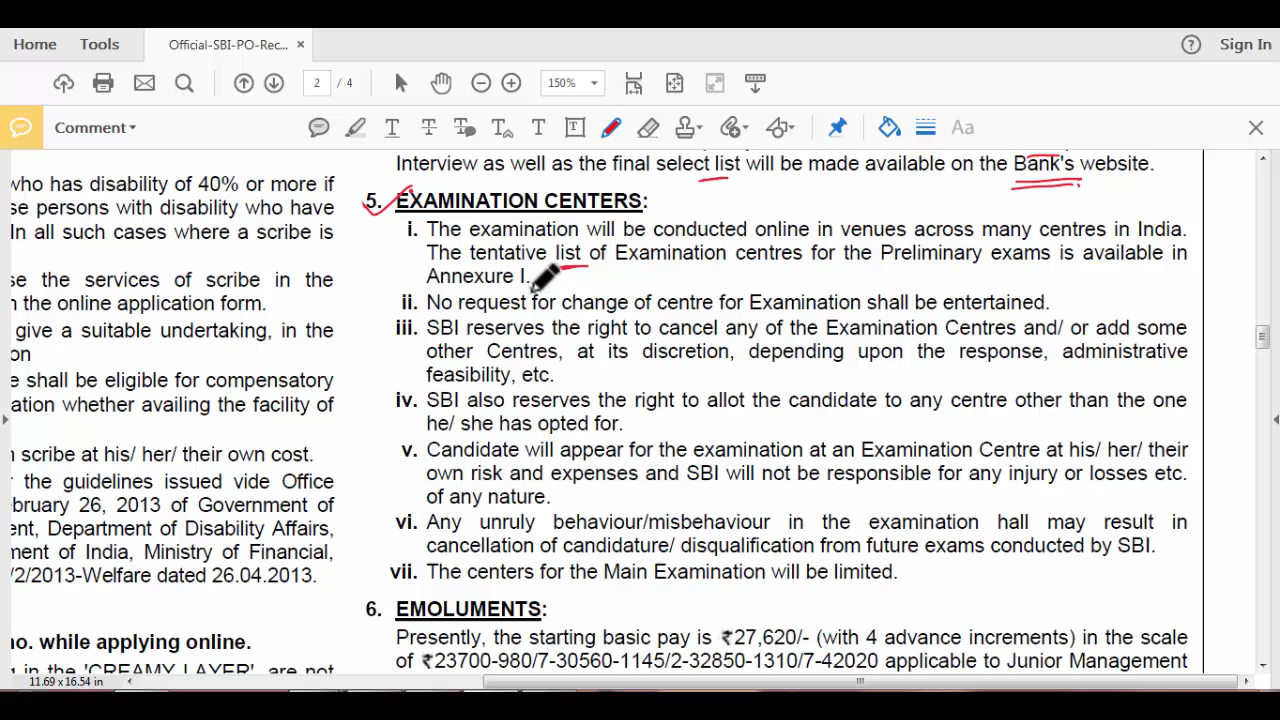 Home Tools Official-SBI-PO-Rec... × ? Sign In
2 / 4 150%
Comment
Interview as well as the final select list will be made available on the Bank's website.
who has disability of 40% or more if
se persons with disability who have
In all such cases where a scribe is
se the services of scribe in the
n the online application form.
give a suitable undertaking, in the
on
e shall be eligible for compensatory
ation whether availing the facility of
n scribe at his/ her/ their own cost.
r the guidelines issued vide Office
ebruary 26, 2013 of Government of
ent, Department of Disability Affairs,
ment of India, Ministry of Financial,
/2/2013-Welfare dated 26.04.2013.
no. while applying online.
g in the 'CREAMY LAYER', are not
5. EXAMINATION CENTERS:
i. The examination will be conducted online in venues across many centres in India.
The tentative list of Examination centres for the Preliminary exams is available in
Annexure I.
ii. No request for change of centre for Examination shall be entertained.
iii. SBI reserves the right to cancel any of the Examination Centres and/ or add some
other Centres, at its discretion, depending upon the response, administrative
feasibility, etc.
iv. SBI also reserves the right to allot the candidate to any centre other than the one
he/ she has opted for.
v. Candidate will appear for the examination at an Examination Centre at his/ her/ their
own risk and expenses and SBI will not be responsible for any injury or losses etc.
of any nature.
vi. Any unruly behaviour/misbehaviour in the examination hall may result in
cancellation of candidature/ disqualification from future exams conducted by SBI.
vii. The centers for the Main Examination will be limited.
6. EMOLUMENTS:
Presently, the starting basic pay is ₹27,620/- (with 4 advance increments) in the scale
of ₹23700-980/7-30560-1145/2-32850-1310/7-42020 applicable to Junior Management
11.69 x 16.54 in